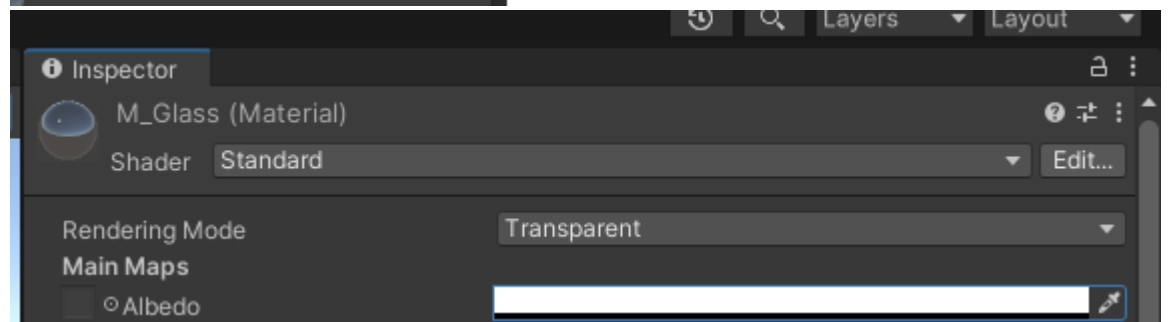 Layers Layout
Inspector
M_Glass (Material)
Shader Standard Edit...
Rendering Mode Transparent
Main Maps
Albedo